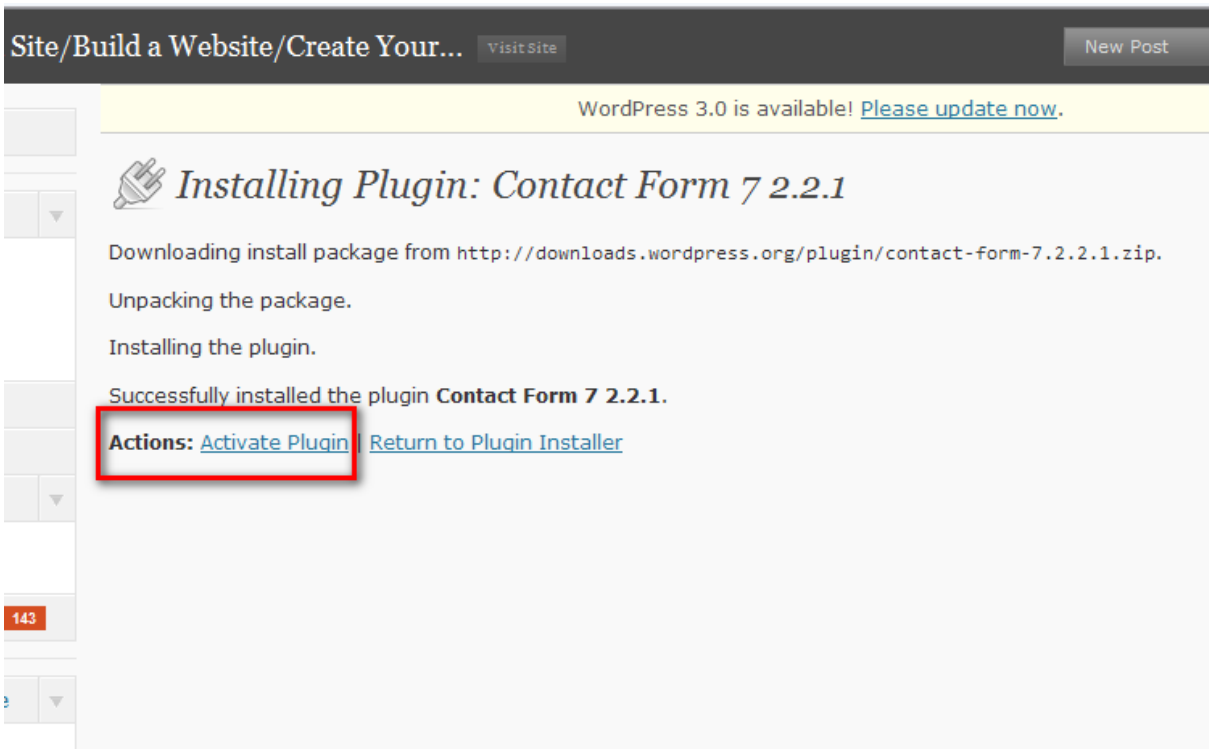 Site/Build a Website/Create Your... Visit Site New Post
WordPress 3.0 is available! Please update now.
Installing Plugin: Contact Form 7 2.2.1
Downloading install package from http://downloads.wordpress.org/plugin/contact-form-7.2.2.1.zip.
Unpacking the package.
Installing the plugin.
Successfully installed the plugin Contact Form 7 2.2.1.
Actions: Activate Plugin | Return to Plugin Installer
143
e